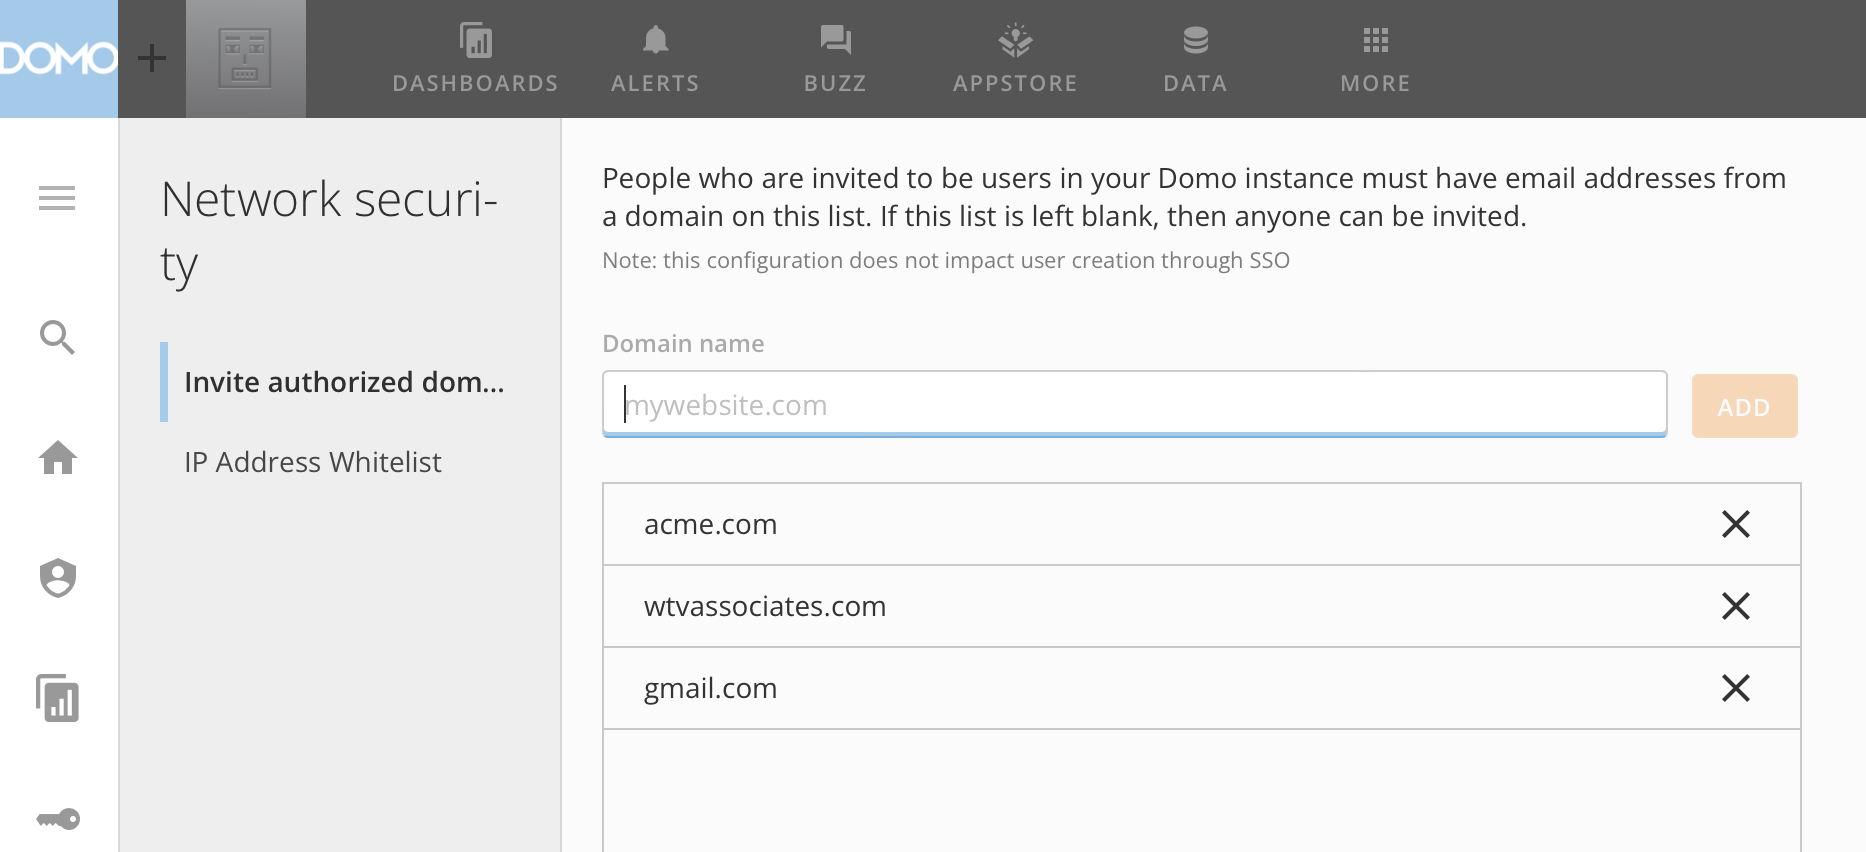 DOMO
DASHBOARDS
ALERTS
BUZZ
APPSTORE
DATA
MORE
Network securi-
ty
Invite authorized dom...
IP Address Whitelist
People who are invited to be users in your Domo instance must have email addresses from
a domain on this list. If this list is left blank, then anyone can be invited.
Note: this configuration does not impact user creation through SSO
Domain name
mywebsite.com
ADD
acme.com
wtvassociates.com
gmail.com